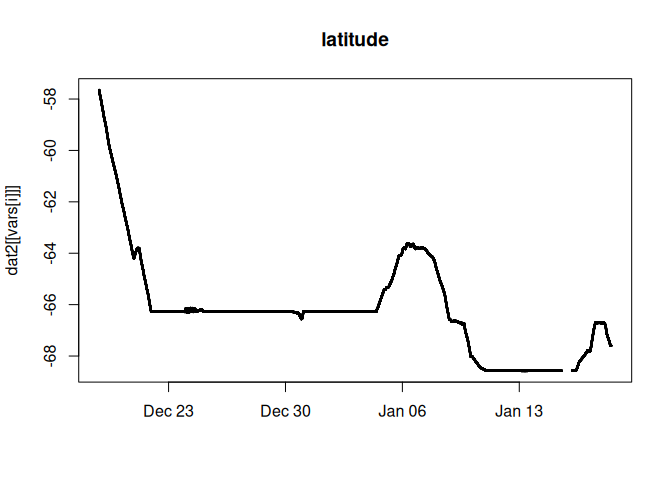 latitude
dat2[[vars[i]]]
-58
-60
-62
-64
-66
-68
Dec 23
Dec 30
Jan 06
Jan 13